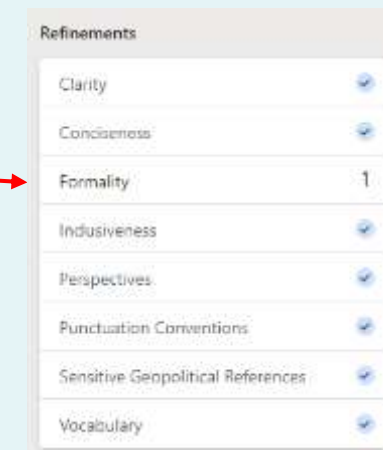 Refinements
Clarity
Conciseness
Formality 1
Inclusiveness
Perspectives
Punctuation Conventions
Sensitive Geopolitical References
Vocabulary